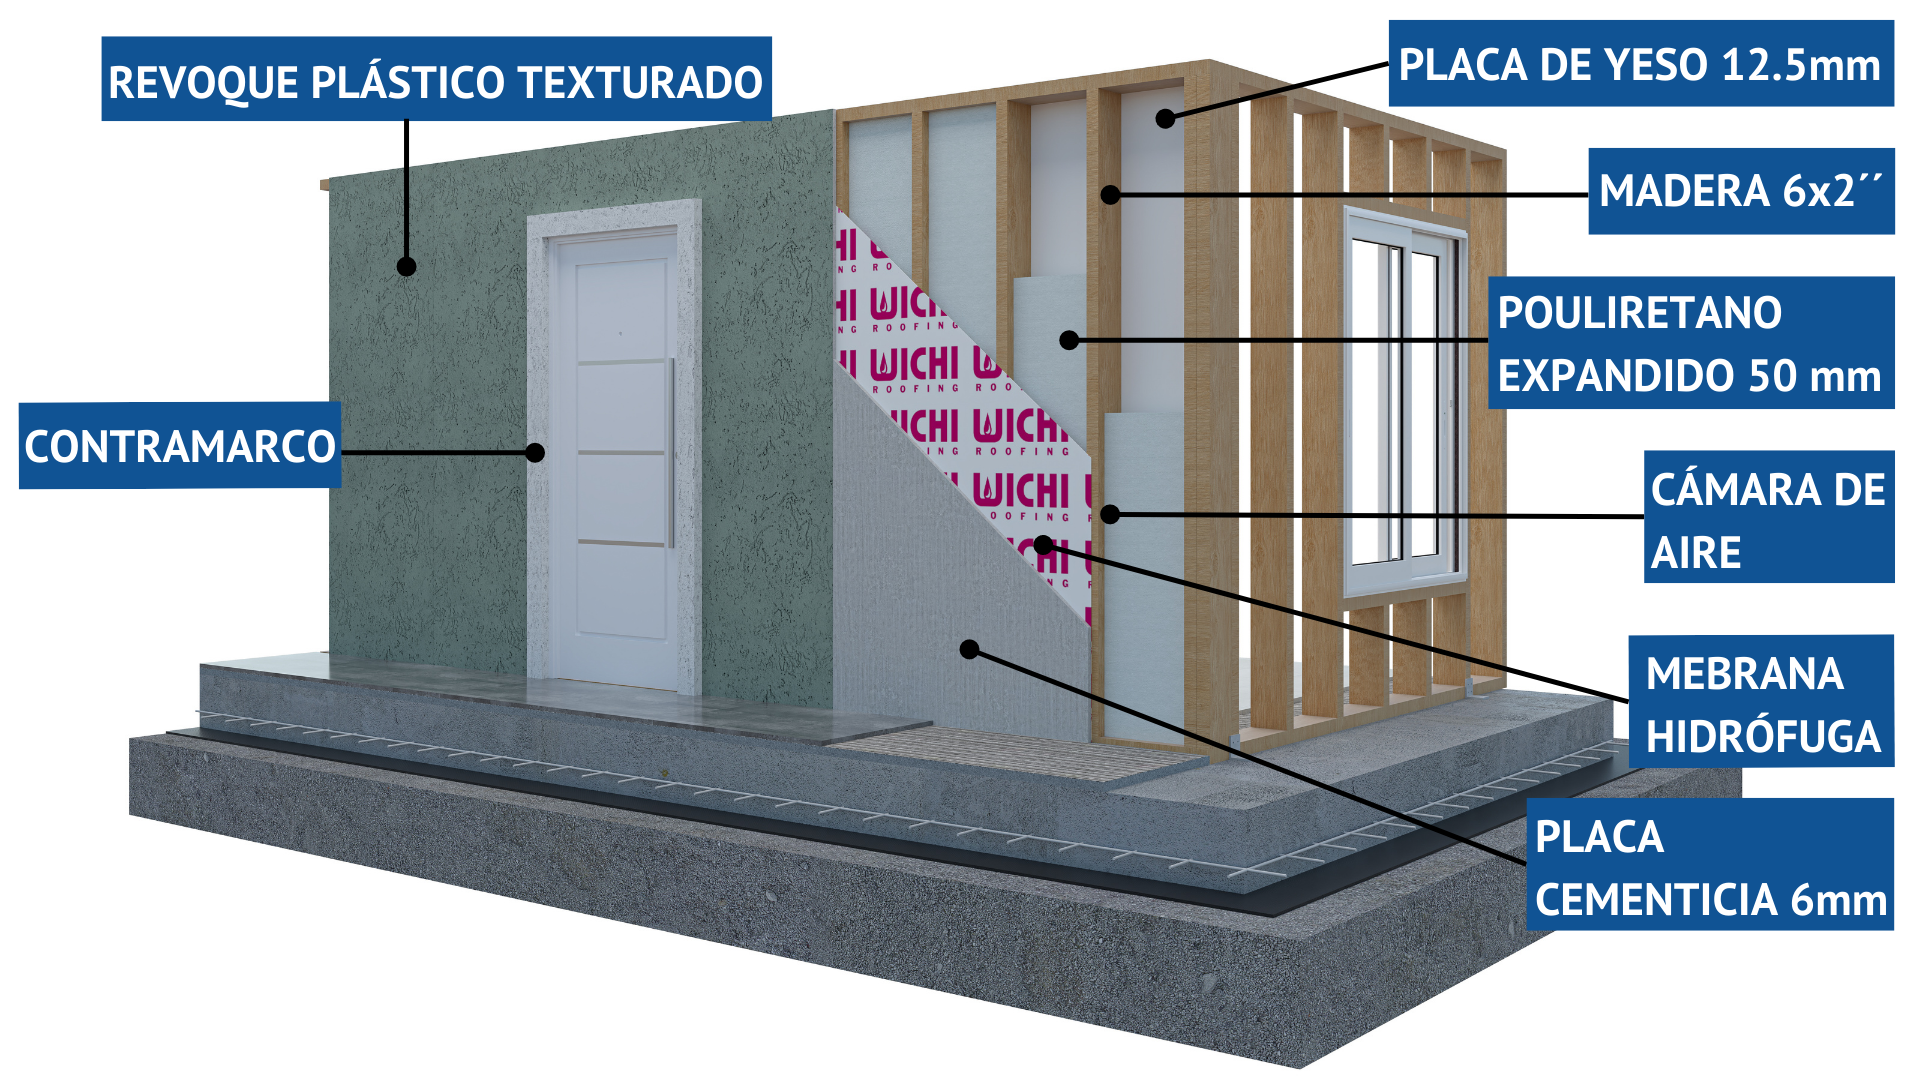 REVOQUE PLÁSTICO TEXTURADO
PLACA DE YESO 12.5mm
MADERA 6x2´´
POULIRETANO
EXPANDIDO 50 mm
CONTRAMARCO
CÁMARA DE
AIRE
MEBRANA
HIDRÓFUGA
PLACA
CEMENTICIA 6mm
WICHI
ROOFING